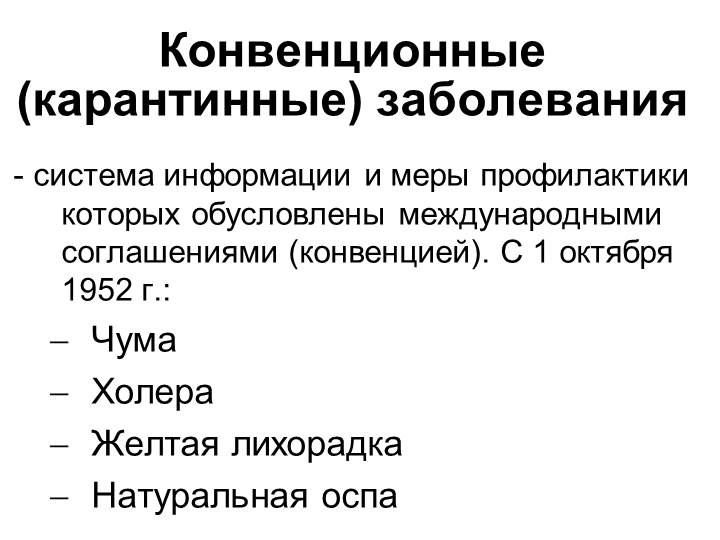 Конвенционные
(карантинные) заболевания
- система информации и меры профилактики
которых обусловлены международными
соглашениями (конвенцией). С 1 октября
1952 г.:
– Чума
– Холера
– Желтая лихорадка
– Натуральная оспа